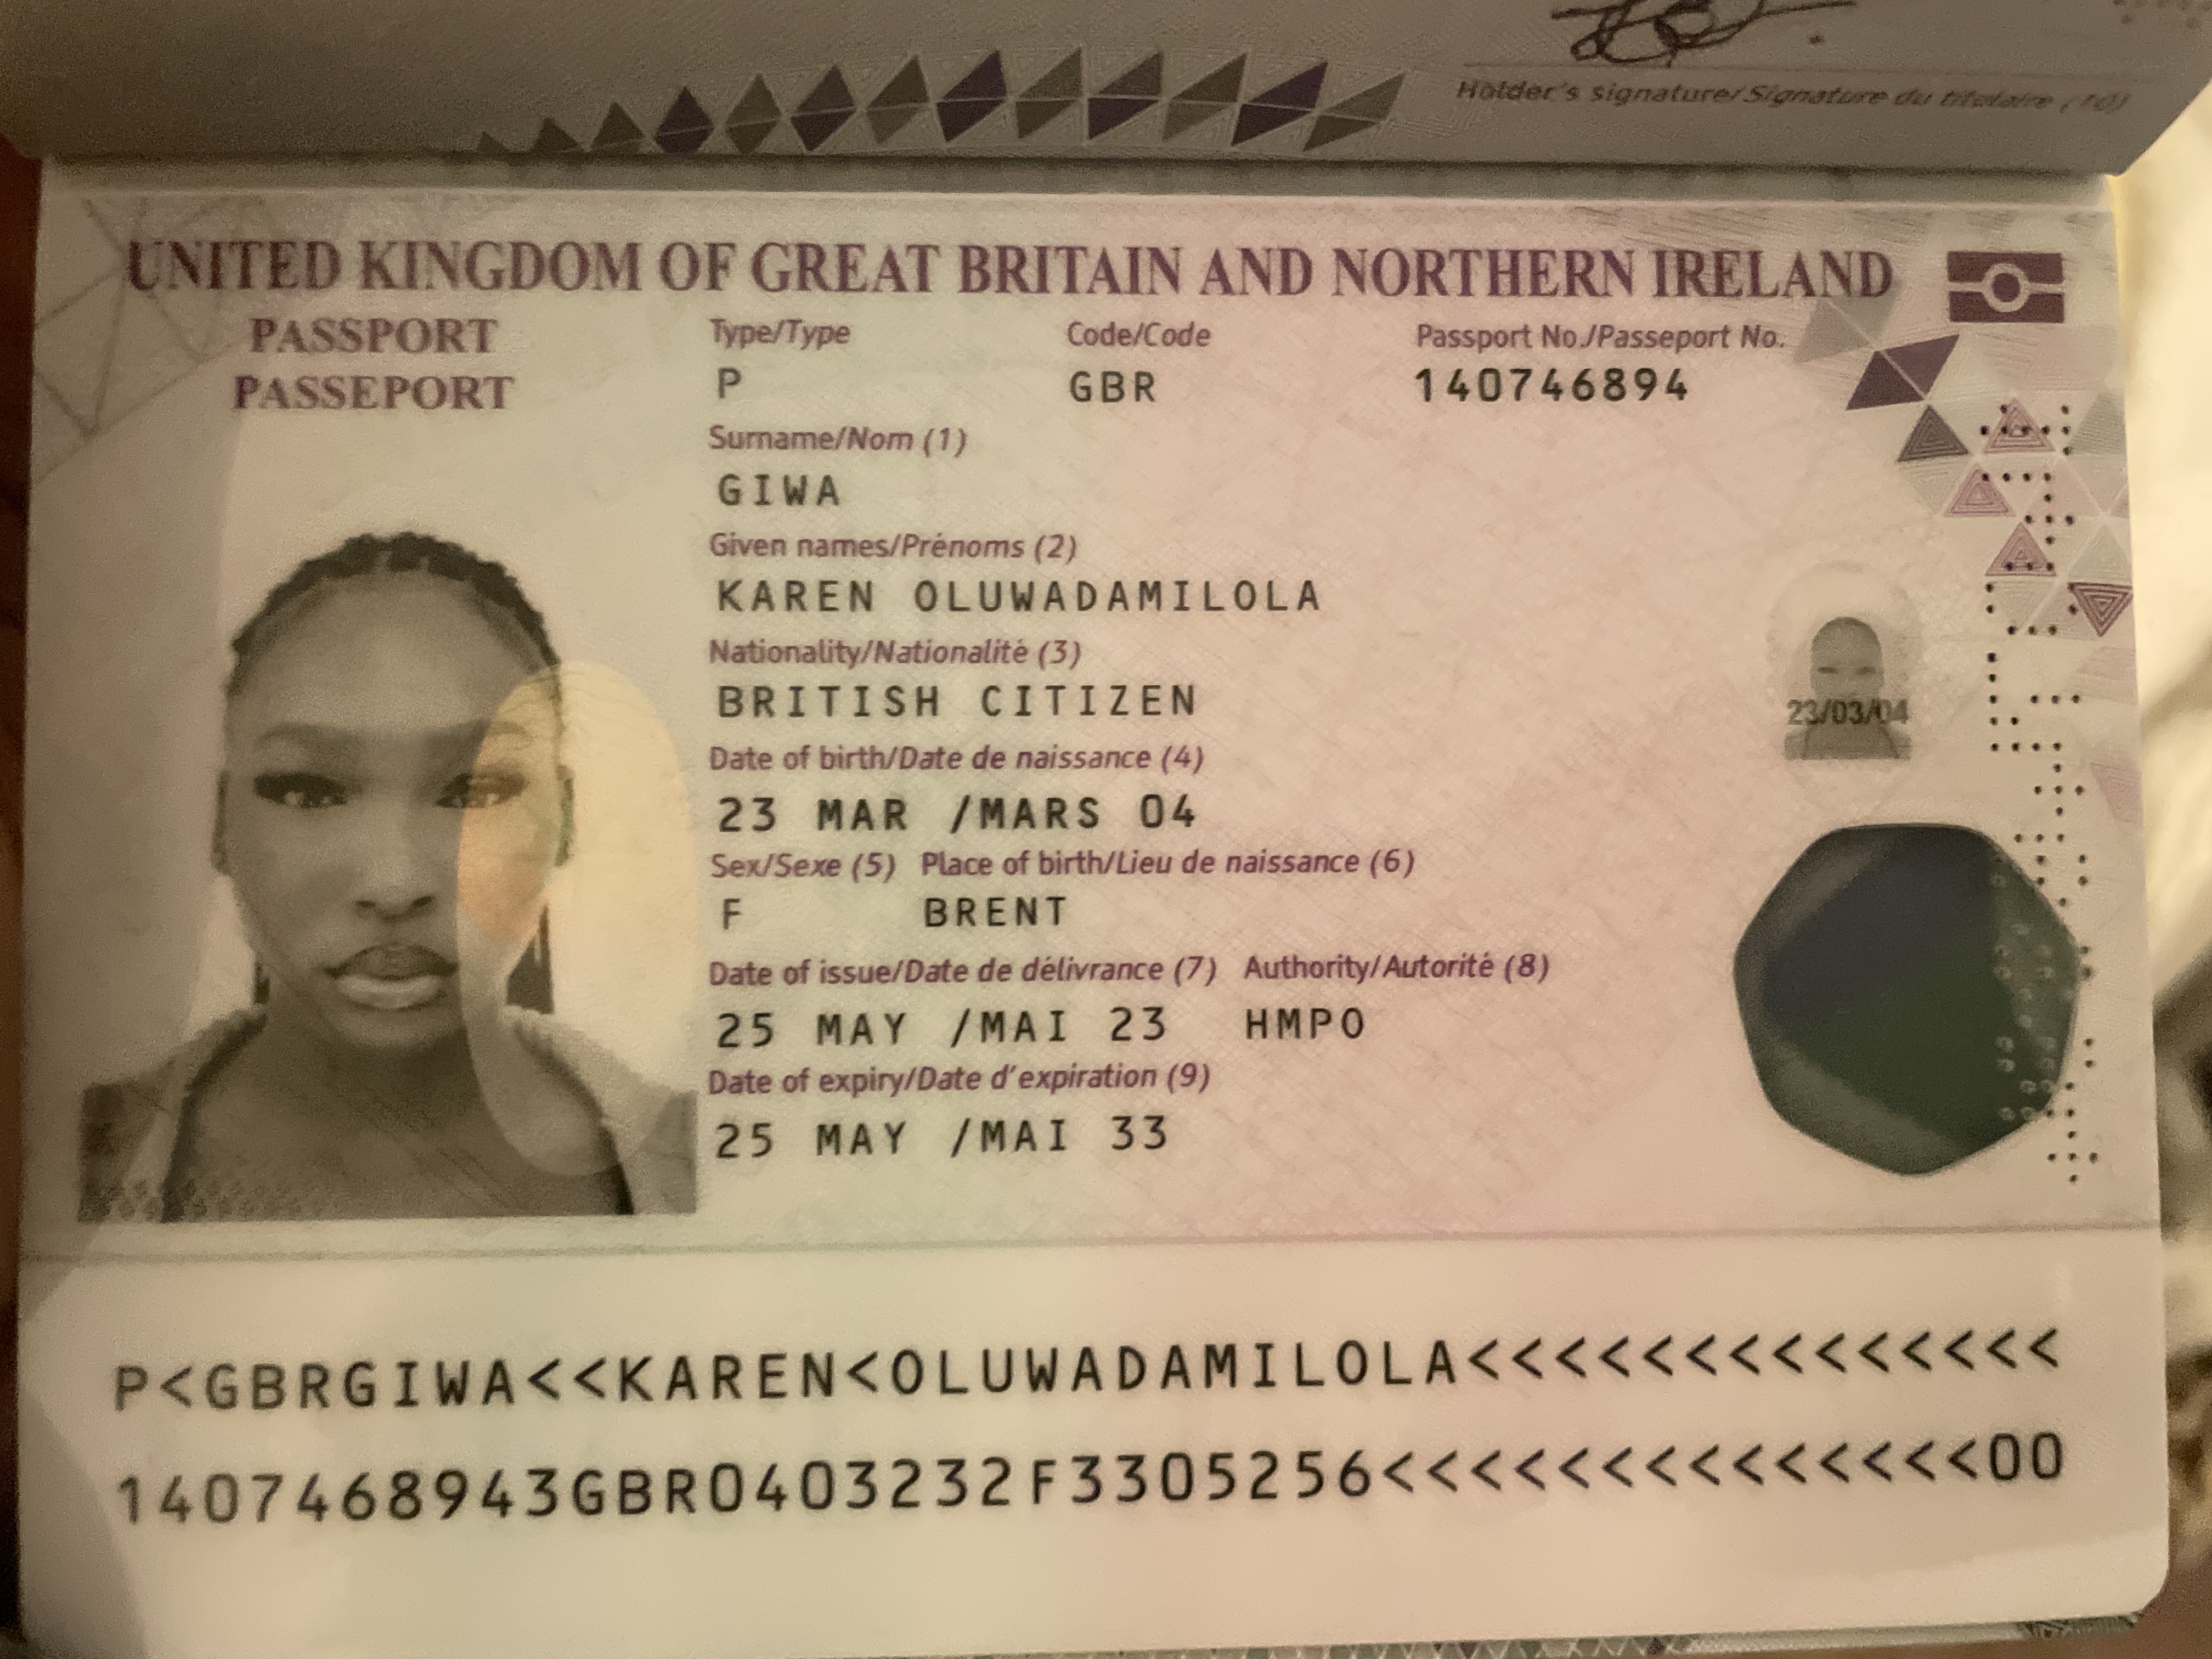 Holder's signature/Signature du titulaire (10)
UNITED KINGDOM OF GREAT BRITAIN AND NORTHERN IRELAND
PASSPORT
PASSEPORT
Type/Type Code/Code Passport No./Passeport No.
P GBR 140746894
Surname/Nom (1)
GIWA
Given names/Prénoms (2)
KAREN OLUWADAMILOLA
Nationality/Nationalité (3)
BRITISH CITIZEN
Date of birth/Date de naissance (4)
23 MAR /MARS 04
23/03/04
Sex/Sexe (5) Place of birth/Lieu de naissance (6)
F BRENT
Date of issue/Date de délivrance (7) Authority/Autorité (8)
25 MAY /MAI 23 HMPO
Date of expiry/Date d'expiration (9)
25 MAY /MAI 33
P<GBRGIWA<<KAREN<OLUWADAMILOLA<<<<<<<<<<<<<<
1407468943GBR0403232F3305256<<<<<<<<<<<<<<00